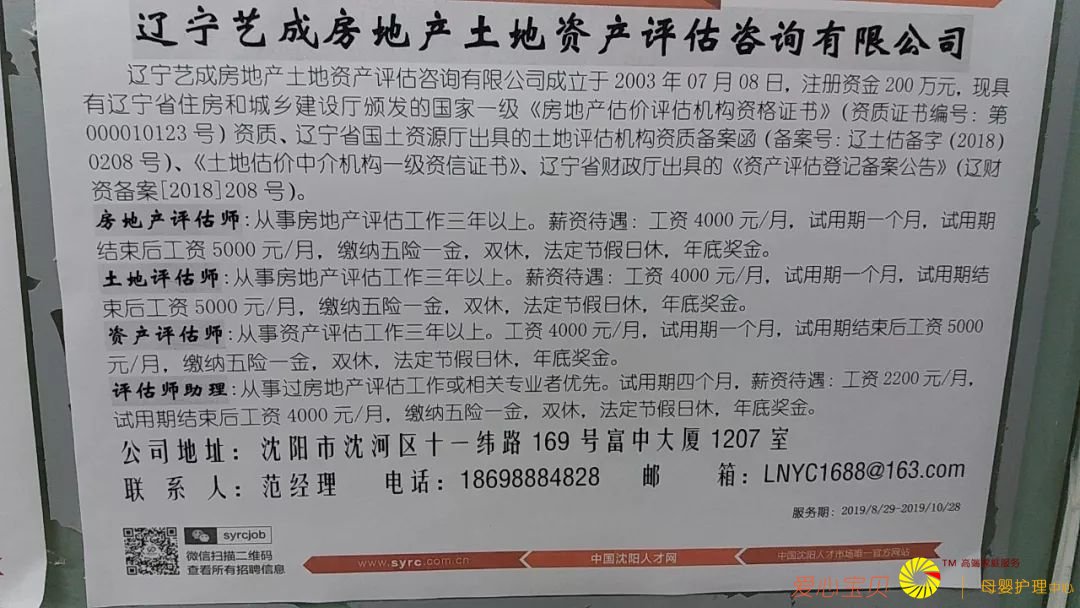 辽宁艺成房地产土地资产评估咨询有限公司
辽宁艺成房地产土地资产评估咨询有限公司成立于 2003 年 07 月 08 日，注册资金 200 万元，现具
有辽宁省住房和城乡建设厅颁发的国家一级《房地产估价评估机构资格证书》（资质证书编号：第
000010123 号）资质、辽宁省国土资源厅出具的土地评估机构资质备案函（备案号：辽土估备字（2018）
0208 号）、《土地估价中介机构一级资信证书》、辽宁省财政厅出具的《资产评估登记备案公告》（辽财
资备案[2018]208 号）。
房地产评估师：从事房地产评估工作三年以上。薪资待遇：工资 4000 元/月，试用期一个月，试用期
结束后工资 5000 元/月，缴纳五险一金，双休，法定节假日休，年底奖金。
土地评估师：从事房地产评估工作三年以上。薪资待遇：工资 4000 元/月，试用期一个月，试用期结
束后工资 5000 元/月，缴纳五险一金，双休，法定节假日休，年底奖金。
资产评估师：从事资产评估工作三年以上。工资 4000 元/月，试用期一个月，试用期结束后工资 5000
元/月，缴纳五险一金，双休，法定节假日休，年底奖金。
评估师助理：从事过房地产评估工作或相关专业者优先。试用期四个月，薪资待遇：工资 2200 元/月，
试用期结束后工资 4000 元/月，缴纳五险一金，双休，法定节假日休，年底奖金。
公司地址：沈阳市沈河区十一纬路 169 号富中大厦 1207 室
联系人：范经理 电话：18698884828 邮箱：LNYC1688@163.com
服务期：2019/8/29-2019/10/28
syrcjob
微信扫描二维码
查看所有招聘信息
www.syrc.com.cn 中国沈阳人才网 中国沈阳人才市场唯一官方网站
爱心宝贝 TM 高端家庭服务 母婴护理中心